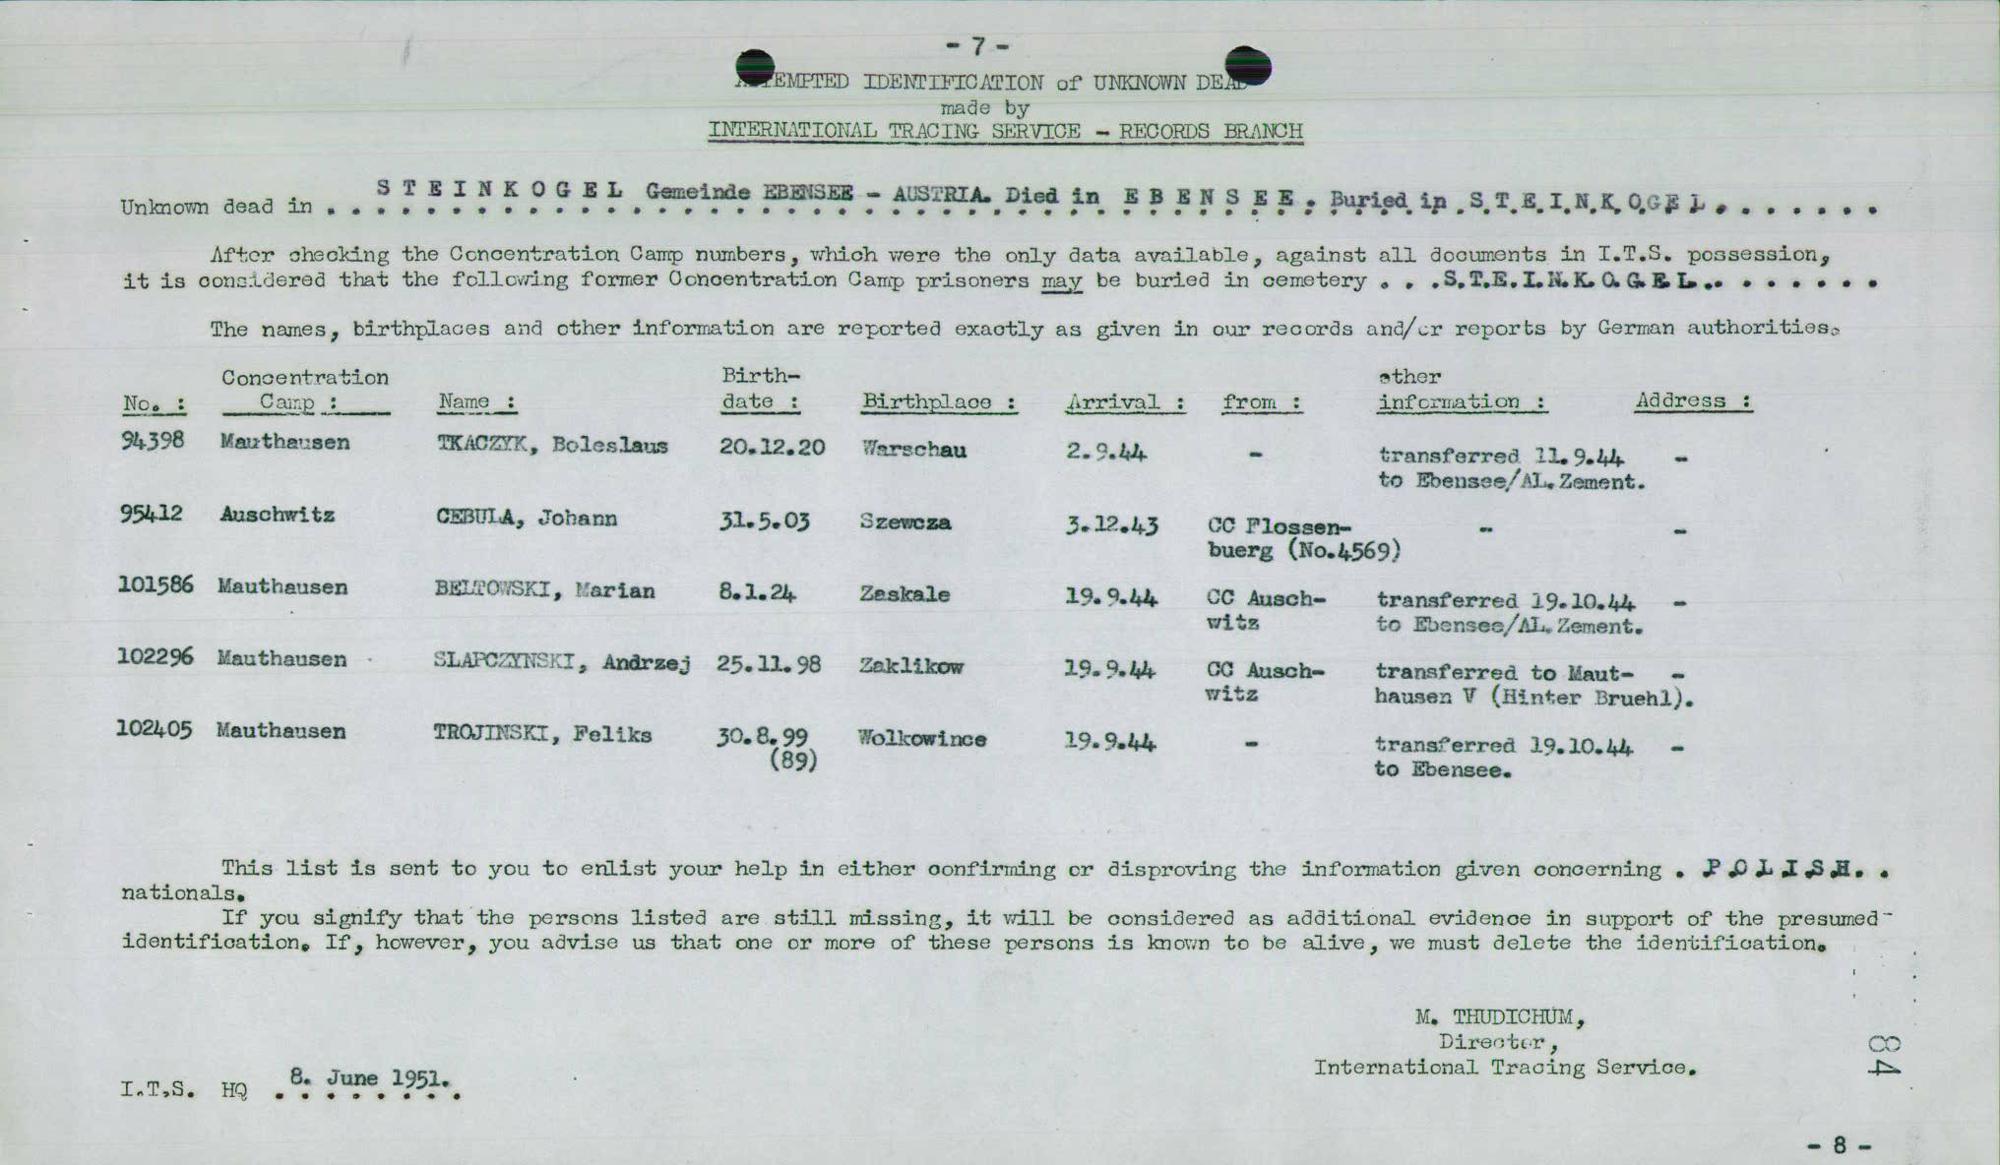 - 7 -
ATTEMPTED IDENTIFICATION of UNKNOWN DEAD
made by
INTERNATIONAL TRACING SERVICE - RECORDS BRANCH
Unknown dead in . . . S T E I N K O G E L Gemeinde EBENSEE - AUSTRIA. Died in E B E N S E E . Buried in .S.T.E.I.N.K.O.G.E.L. . . . . . .
After checking the Concentration Camp numbers, which were the only data available, against all documents in I.T.S. possession,
it is considered that the following former Concentration Camp prisoners may be buried in cemetery . . .S.T.E.I.N.K.O.G.E.L.. . . . . . .
The names, birthplaces and other information are reported exactly as given in our records and/or reports by German authorities.
Concentration Birth- other
No. : Camp : Name : date : Birthplace : Arrival : from : information : Address :
94398 Mauthausen TKACZYK, Boleslaus 20.12.20 Warschau 2.9.44 - transferred 11.9.44 -
to Ebensee/AL.Zement.
95412 Auschwitz CEBULA, Johann 31.5.03 Szewcza 3.12.43 CC Flossen- - -
buerg (No.4569)
101586 Mauthausen BELTOWSKI, Marian 8.1.24 Zaskale 19.9.44 CC Ausch- transferred 19.10.44 -
witz to Ebensee/AL.Zement.
102296 Mauthausen SLAPCZYNSKI, Andrzej 25.11.98 Zaklikow 19.9.44 CC Ausch- transferred to Maut- -
witz hausen V (Hinter Bruehl).
102405 Mauthausen TROJINSKI, Feliks 30.8.99 Wolkowince 19.9.44 - transferred 19.10.44 -
(89) to Ebensee.
This list is sent to you to enlist your help in either confirming or disproving the information given concerning . P.O.L.I.S.H. .
nationals.
If you signify that the persons listed are still missing, it will be considered as additional evidence in support of the presumed
identification. If, however, you advise us that one or more of these persons is known to be alive, we must delete the identification.
M. THUDICHUM,
Director,
International Tracing Service.
84
I.T.S. HQ 8. June 1951.
- 8 -